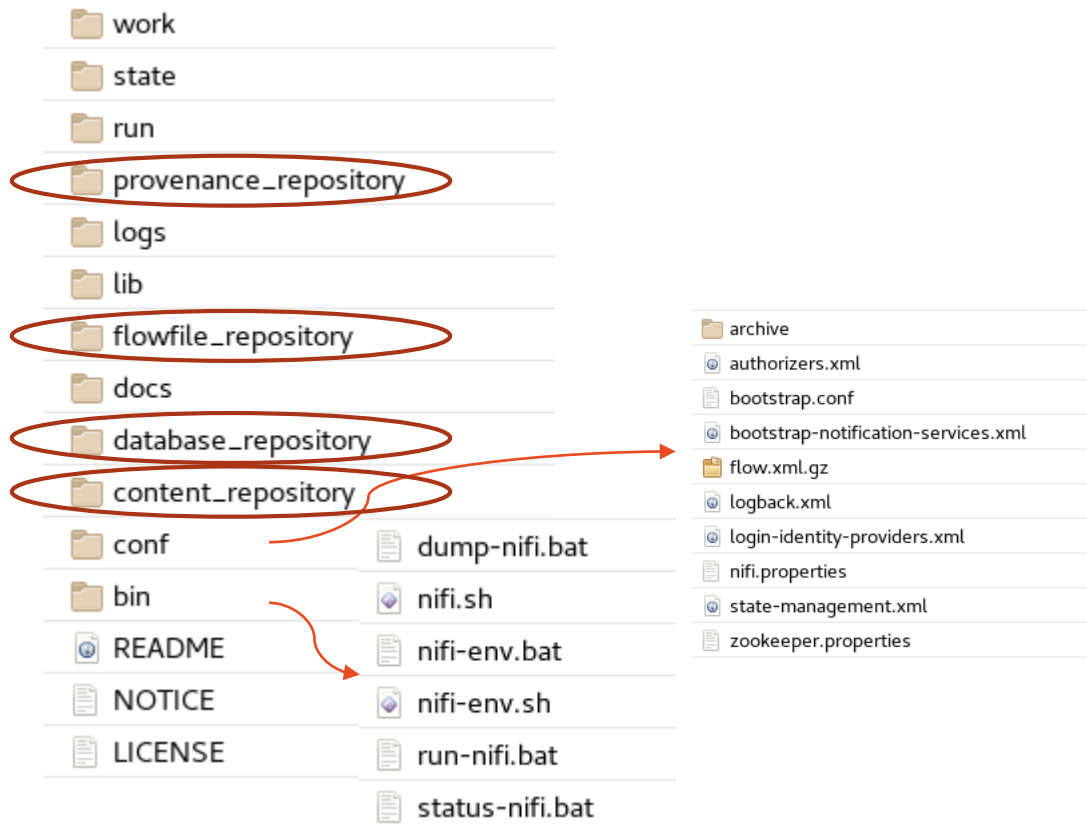 work
state
run
provenance_repository
logs
lib
flowfile_repository
docs
database_repository
content_repository
conf
bin
README
NOTICE
LICENSE
dump-nifi.bat
nifi.sh
nifi-env.bat
nifi-env.sh
run-nifi.bat
status-nifi.bat
archive
authorizers.xml
bootstrap.conf
bootstrap-notification-services.xml
flow.xml.gz
logback.xml
login-identity-providers.xml
nifi.properties
state-management.xml
zookeeper.properties